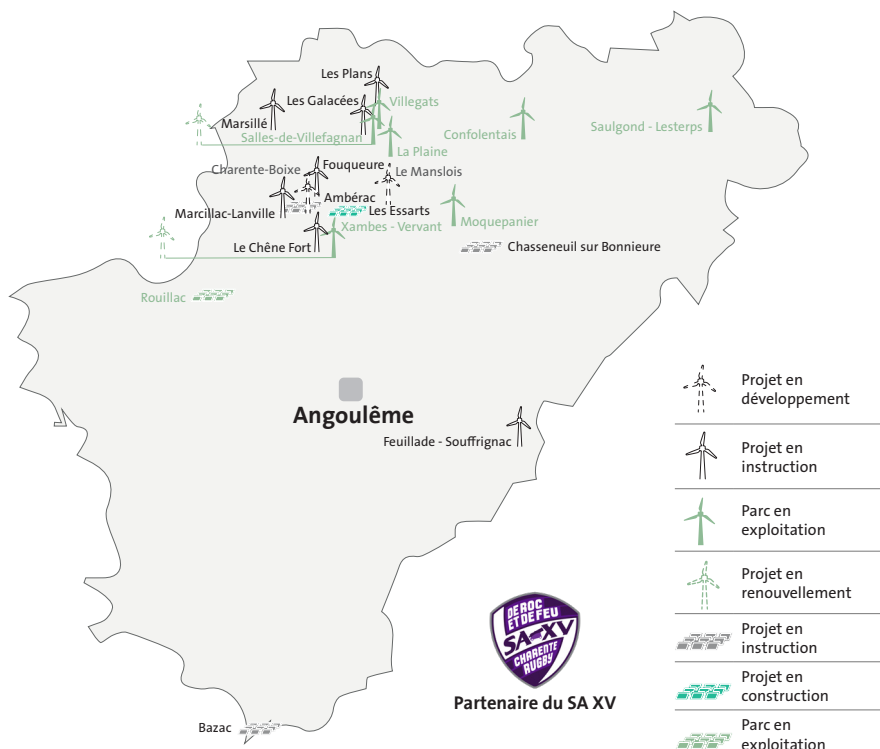 Les Plans
Les Galacées
Villegats
Marsillé
Salles-de-Villefagnan
Confolentais
Saulgond - Lesterps
La Plaine
Charente-Boixe
Fouqueure
Le Manslois
Ambérac
Marcillac-Lanville
Les Essarts
Xambes - Vervant
Moquepanier
Le Chêne Fort
Chasseneuil sur Bonnieure
Rouillac
Angoulême
Feuillade - Souffrignac
Bazac
DE ROC
ET DE FEU
SA XV
CHARENTE
RUGBY
Partenaire du SA XV
Projet en
développement
Projet en
instruction
Parc en
exploitation
Projet en
renouvellement
Projet en
instruction
Projet en
construction
Parc en
exploitation